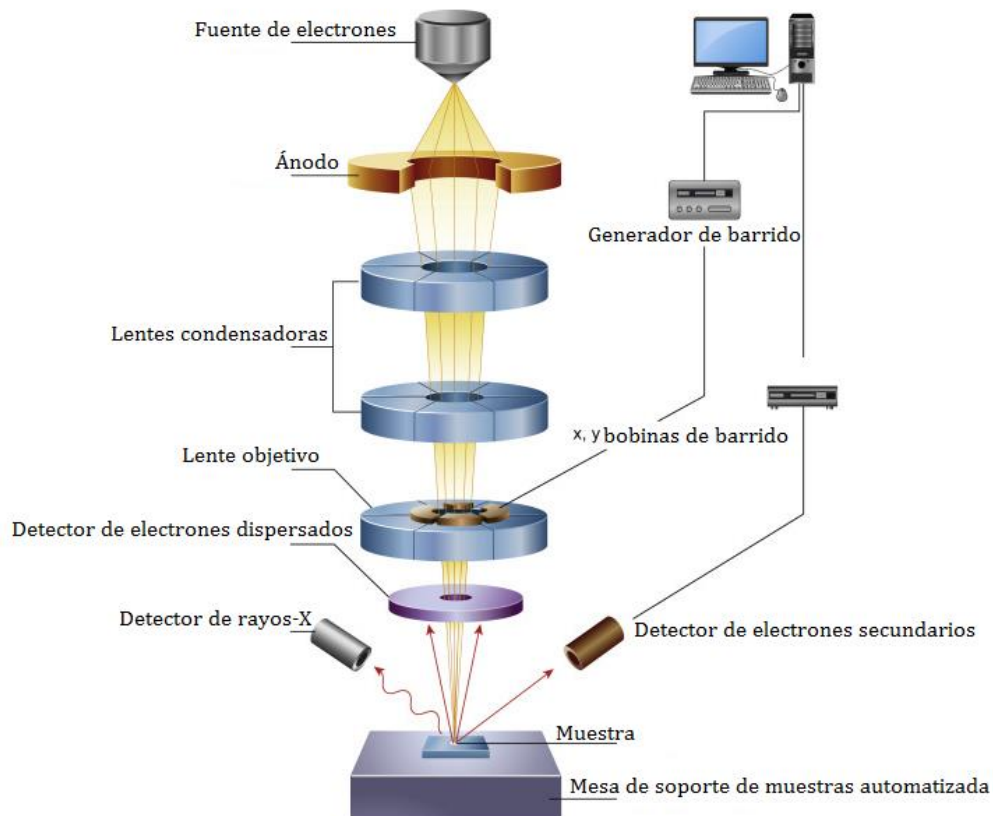 Fuente de electrones
Ánodo
Generador de barrido
Lentes condensadoras
x, y bobinas de barrido
Lente objetivo
Detector de electrones dispersados
Detector de rayos-X
Detector de electrones secundarios
Muestra
Mesa de soporte de muestras automatizada